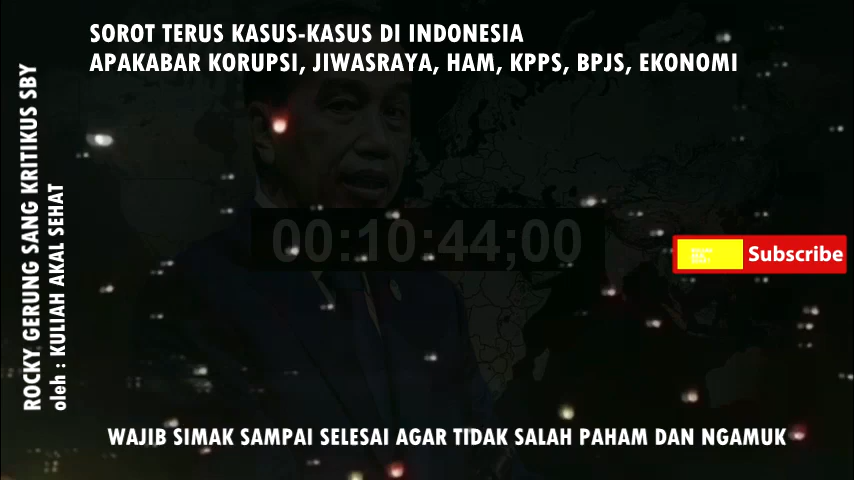 SOROT TERUS KASUS-KASUS DI INDONESIA
APAKABAR KORUPSI, JIWASRAYA, HAM, KPPS, BPJS, EKONOMI
ROCKY GERUNG SANG KRITIKUS SBY
oleh : KULIAH AKAL SEHAT
00:10:44;00
Subscribe
WAJIB SIMAK SAMPAI SELESAI AGAR TIDAK SALAH PAHAM DAN NGAMUK